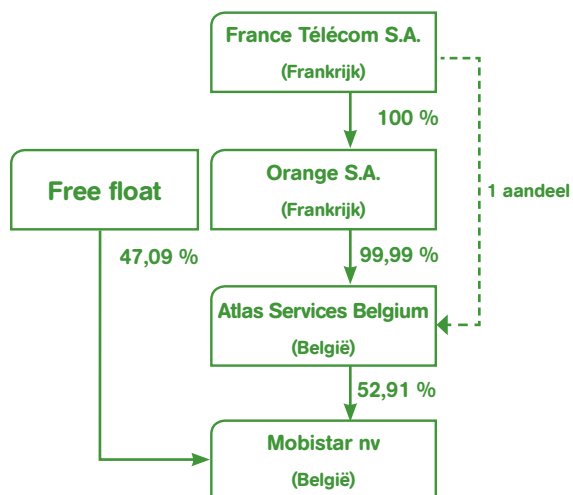 France Télécom S.A.
(Frankrijk)
100 %
Orange S.A.
(Frankrijk)
Free float
1 aandeel
47,09 %
99,99 %
Atlas Services Belgium
(België)
52,91 %
Mobistar nv
(België)